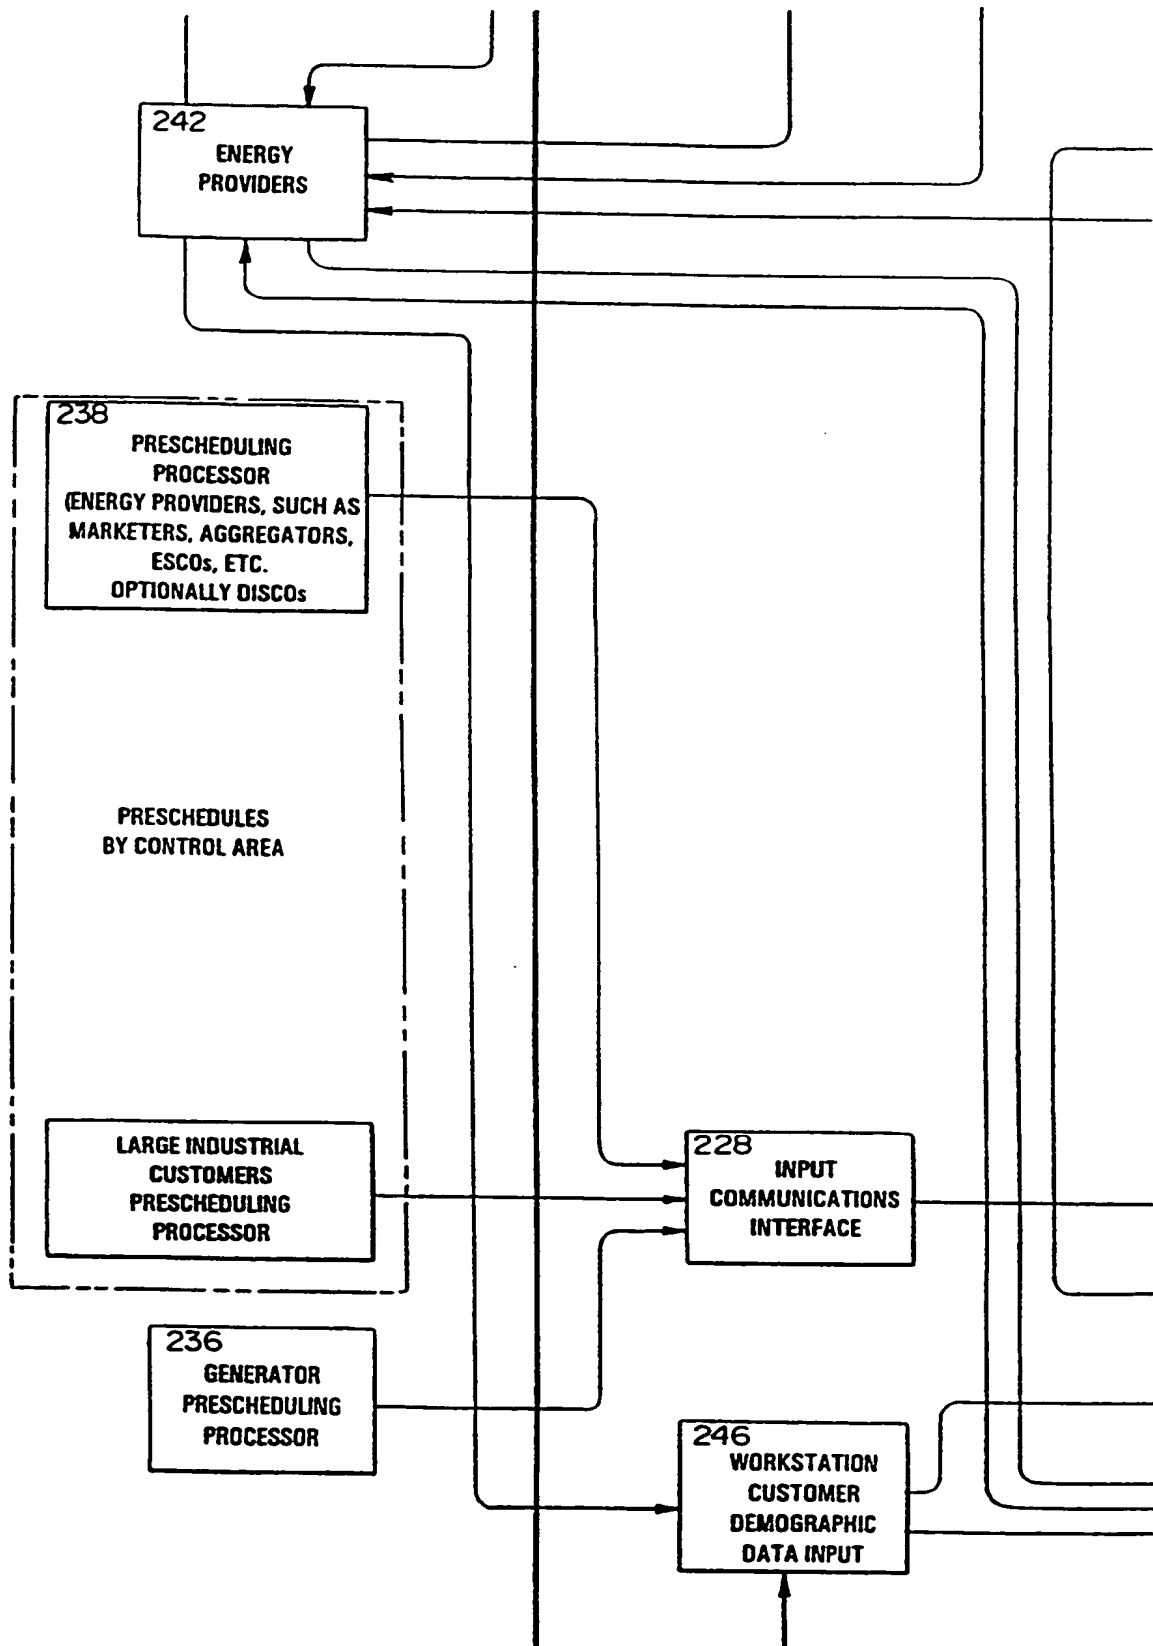 242
ENERGY
PROVIDERS
238
PRESCHEDULING
PROCESSOR
(ENERGY PROVIDERS, SUCH AS
MARKETERS, AGGREGATORS,
ESCOs, ETC.
OPTIONALLY DISCOs
PRESCHEDULES
BY CONTROL AREA
LARGE INDUSTRIAL
CUSTOMERS
PRESCHEDULING
PROCESSOR
228
INPUT
COMMUNICATIONS
INTERFACE
236
GENERATOR
PRESCHEDULING
PROCESSOR
246
WORKSTATION
CUSTOMER
DEMOGRAPHIC
DATA INPUT